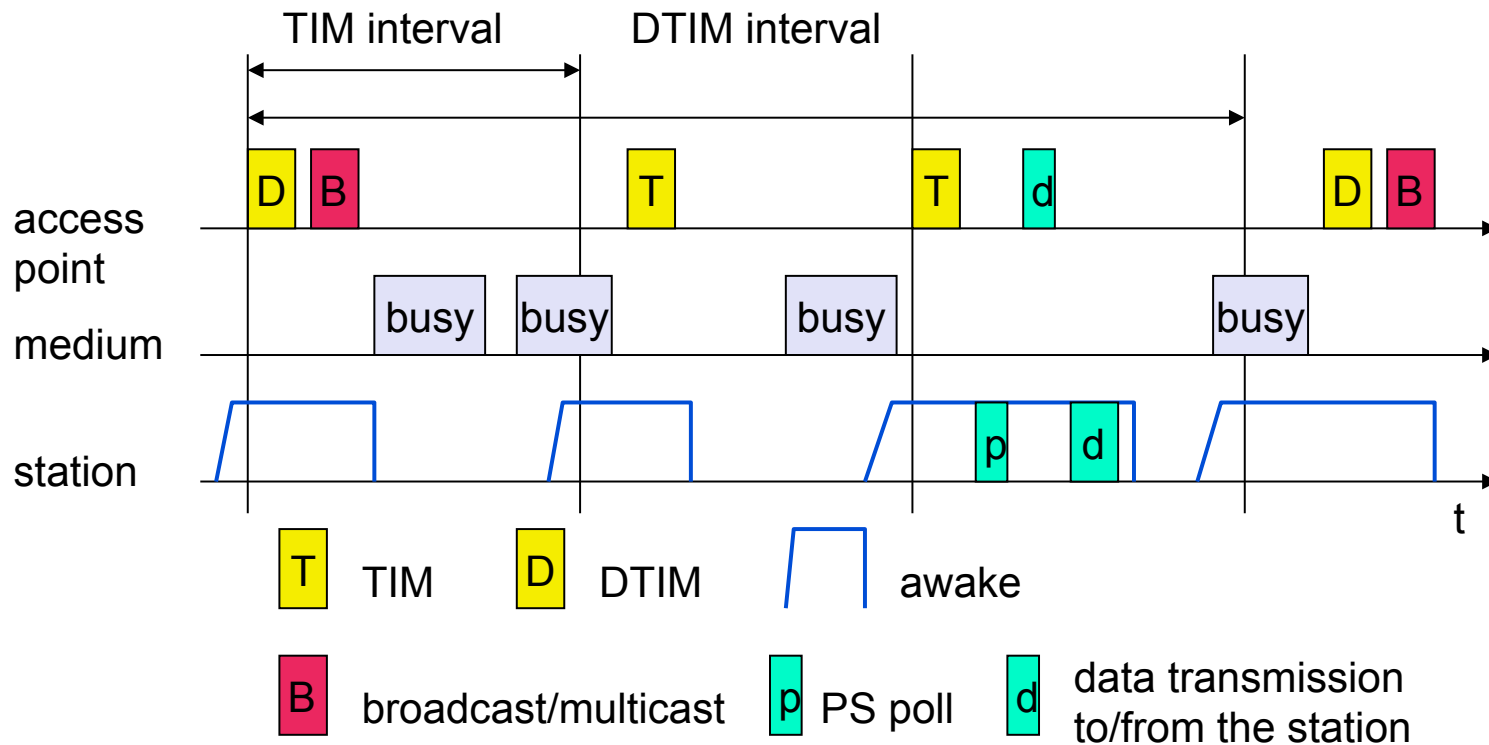 TIM interval DTIM interval
D B T T d D B
access
point
busy busy busy busy
medium
p d
station
t
T TIM D DTIM awake
B broadcast/multicast p PS poll d data transmission
to/from the station